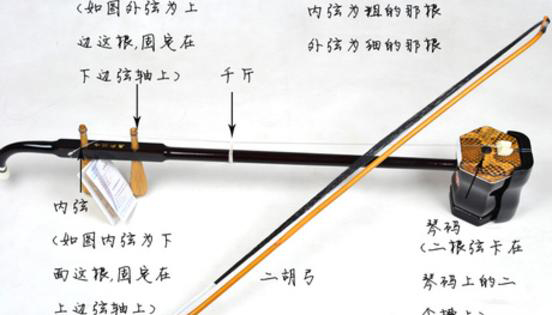 (如图外弦为上
边这根,固定在
下边弦轴上)
内弦为粗的那根
外弦为细的那根
千斤
内弦
(如图内弦为下
面这根,固定在
上边弦轴上)
二胡弓
琴码
(二根弦卡在
琴码上的二
个槽上)